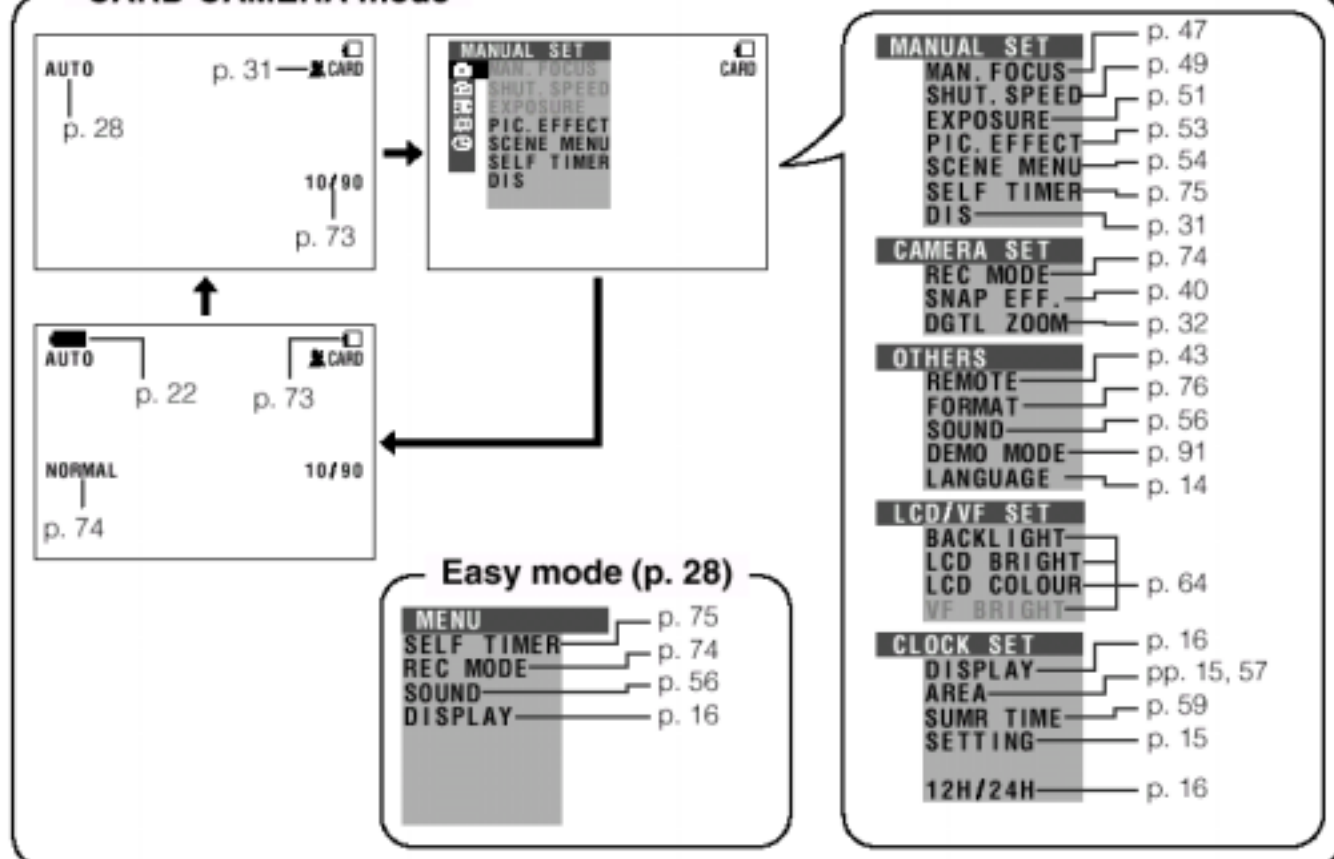 AUTO
p. 31
CARD
p. 28
10/90
p. 73
MANUAL SET
MAN. FOCUS
SHUT. SPEED
EXPOSURE
PIC. EFFECT
SCENE MENU
SELF TIMER
DIS
CARD
AUTO
CARD
p. 22
p. 73
NORMAL
10/90
p. 74
Easy mode (p. 28)
MENU
SELF TIMER p. 75
REC MODE p. 74
SOUND p. 56
DISPLAY p. 16
MANUAL SET
MAN. FOCUS p. 47
SHUT. SPEED p. 49
EXPOSURE p. 51
PIC. EFFECT p. 53
SCENE MENU p. 54
SELF TIMER p. 75
DIS p. 31
CAMERA SET
REC MODE p. 74
SNAP EFF. p. 40
DGTL ZOOM p. 32
OTHERS
REMOTE p. 43
FORMAT p. 76
SOUND p. 56
DEMO MODE p. 91
LANGUAGE p. 14
LCD/VF SET
BACKLIGHT
LCD BRIGHT
LCD COLOUR p. 64
VF BRIGHT
CLOCK SET
DISPLAY p. 16
AREA pp. 15, 57
SUMR TIME p. 59
SETTING p. 15
12H/24H p. 16